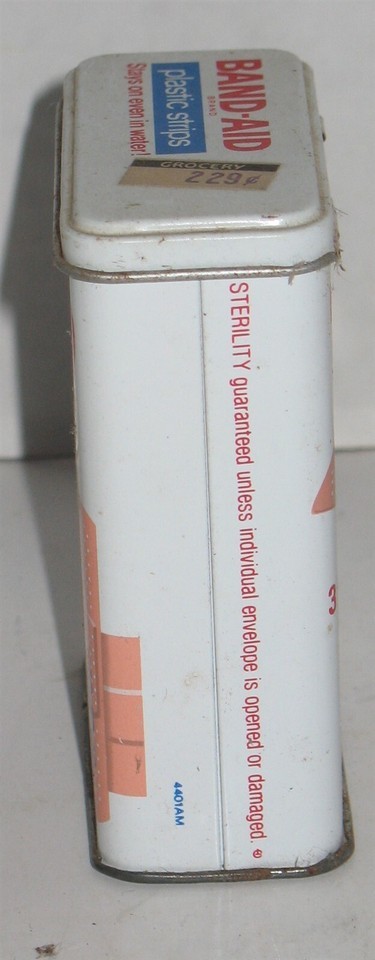 BAND-AID
BRAND
plastic strips
Stays on even in water!
GROCERY
229¢
STERILITY guaranteed unless individual envelope is opened or damaged.
3
4401AM